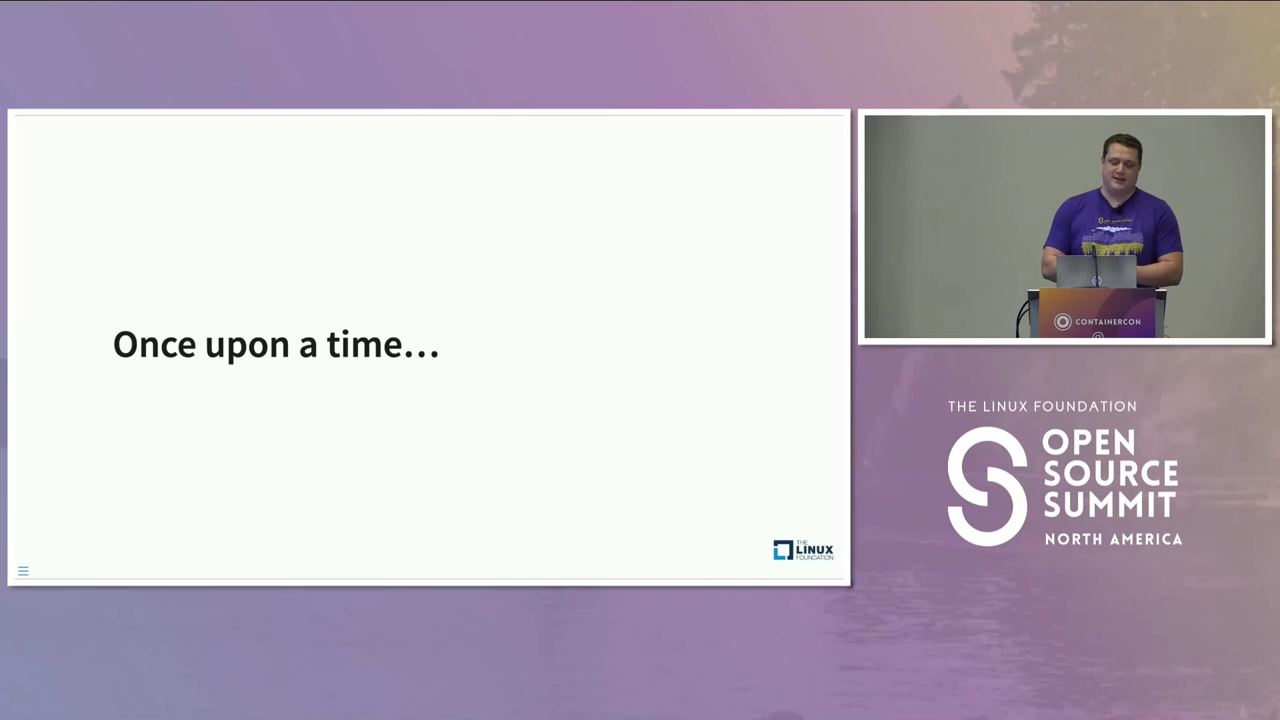 Once upon a time...
THE
LINUX
FOUNDATION
CONTAINERCON
THE LINUX FOUNDATION
OPEN
SOURCE
SUMMIT
NORTH AMERICA